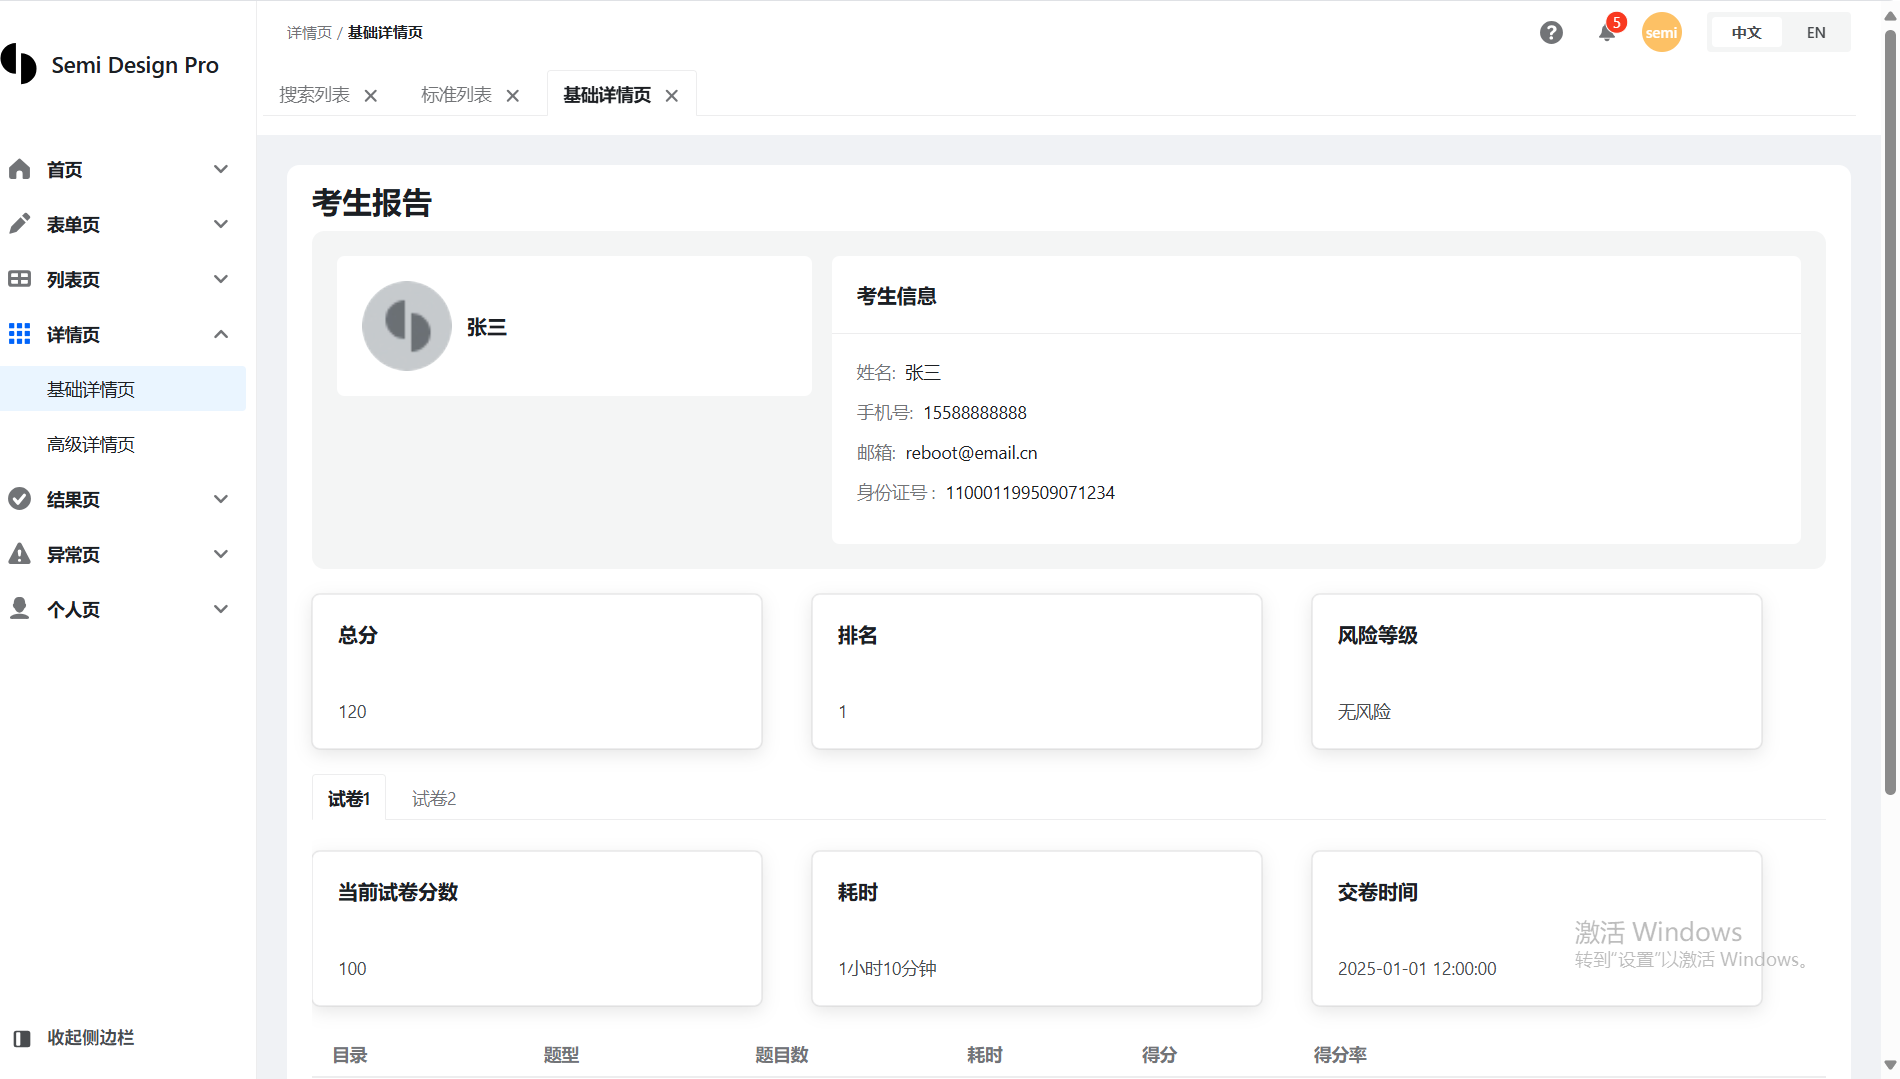 Semi Design Pro
首页
表单页
列表页
详情页
基础详情页
高级详情页
结果页
异常页
个人页
收起侧边栏
详情页 / 基础详情页
5
semi
中文
EN
搜索列表
标准列表
基础详情页
考生报告
张三
考生信息
姓名: 张三
手机号: 15588888888
邮箱: reboot@email.cn
身份证号 : 110001199509071234
总分
120
排名
1
风险等级
无风险
试卷1
试卷2
当前试卷分数
100
耗时
1小时10分钟
交卷时间
2025-01-01 12:00:00
激活 Windows
转到“设置”以激活 Windows。
目录 题型 题目数 耗时 得分 得分率